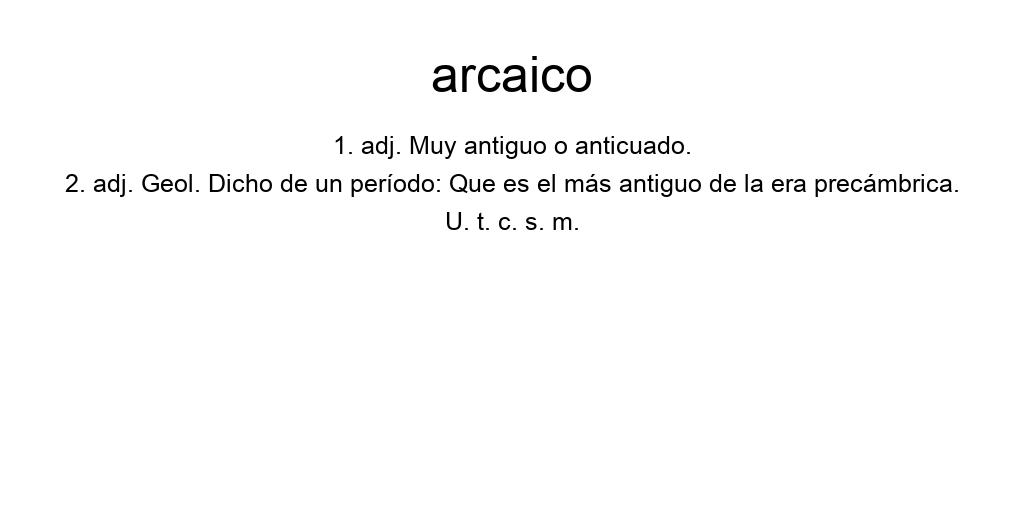 arcaico
1. adj. Muy antiguo o anticuado.
2. adj. Geol. Dicho de un período: Que es el más antiguo de la era precámbrica.
U. t. c. s. m.